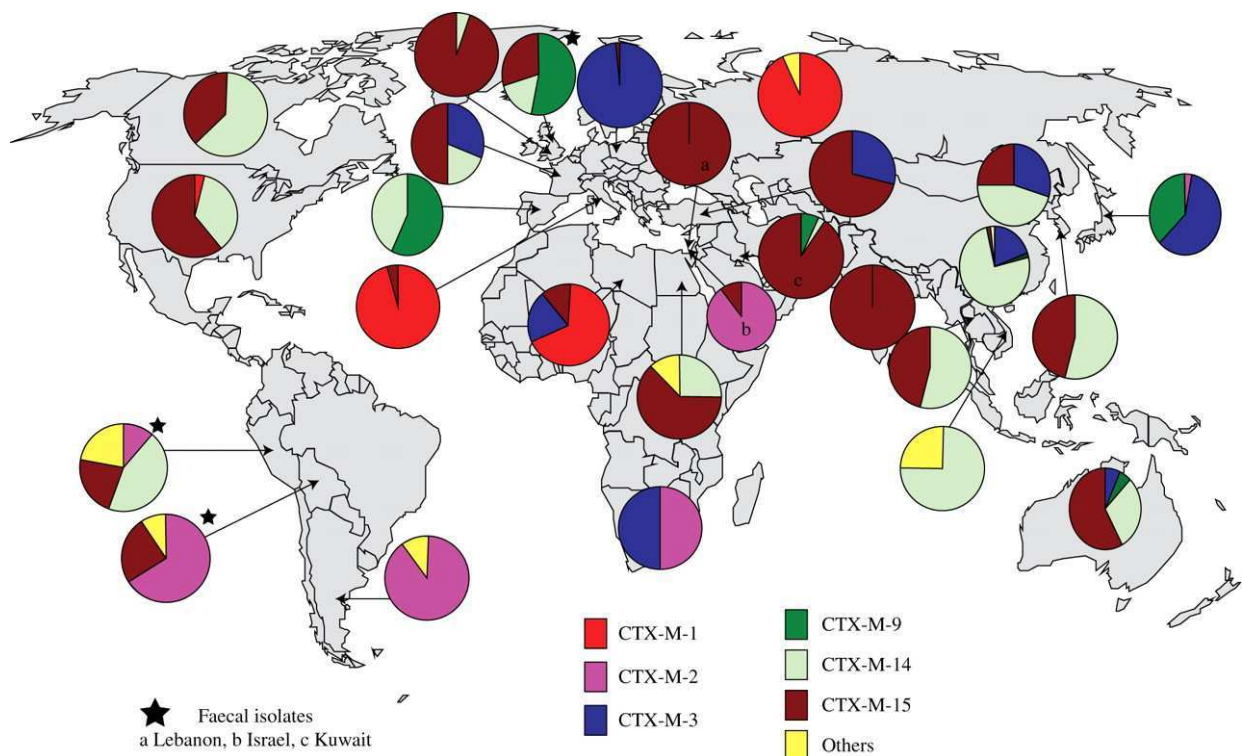 a
c
b
CTX-M-1
CTX-M-2
CTX-M-3
CTX-M-9
CTX-M-14
CTX-M-15
Others
Faecal isolates
a Lebanon, b Israel, c Kuwait